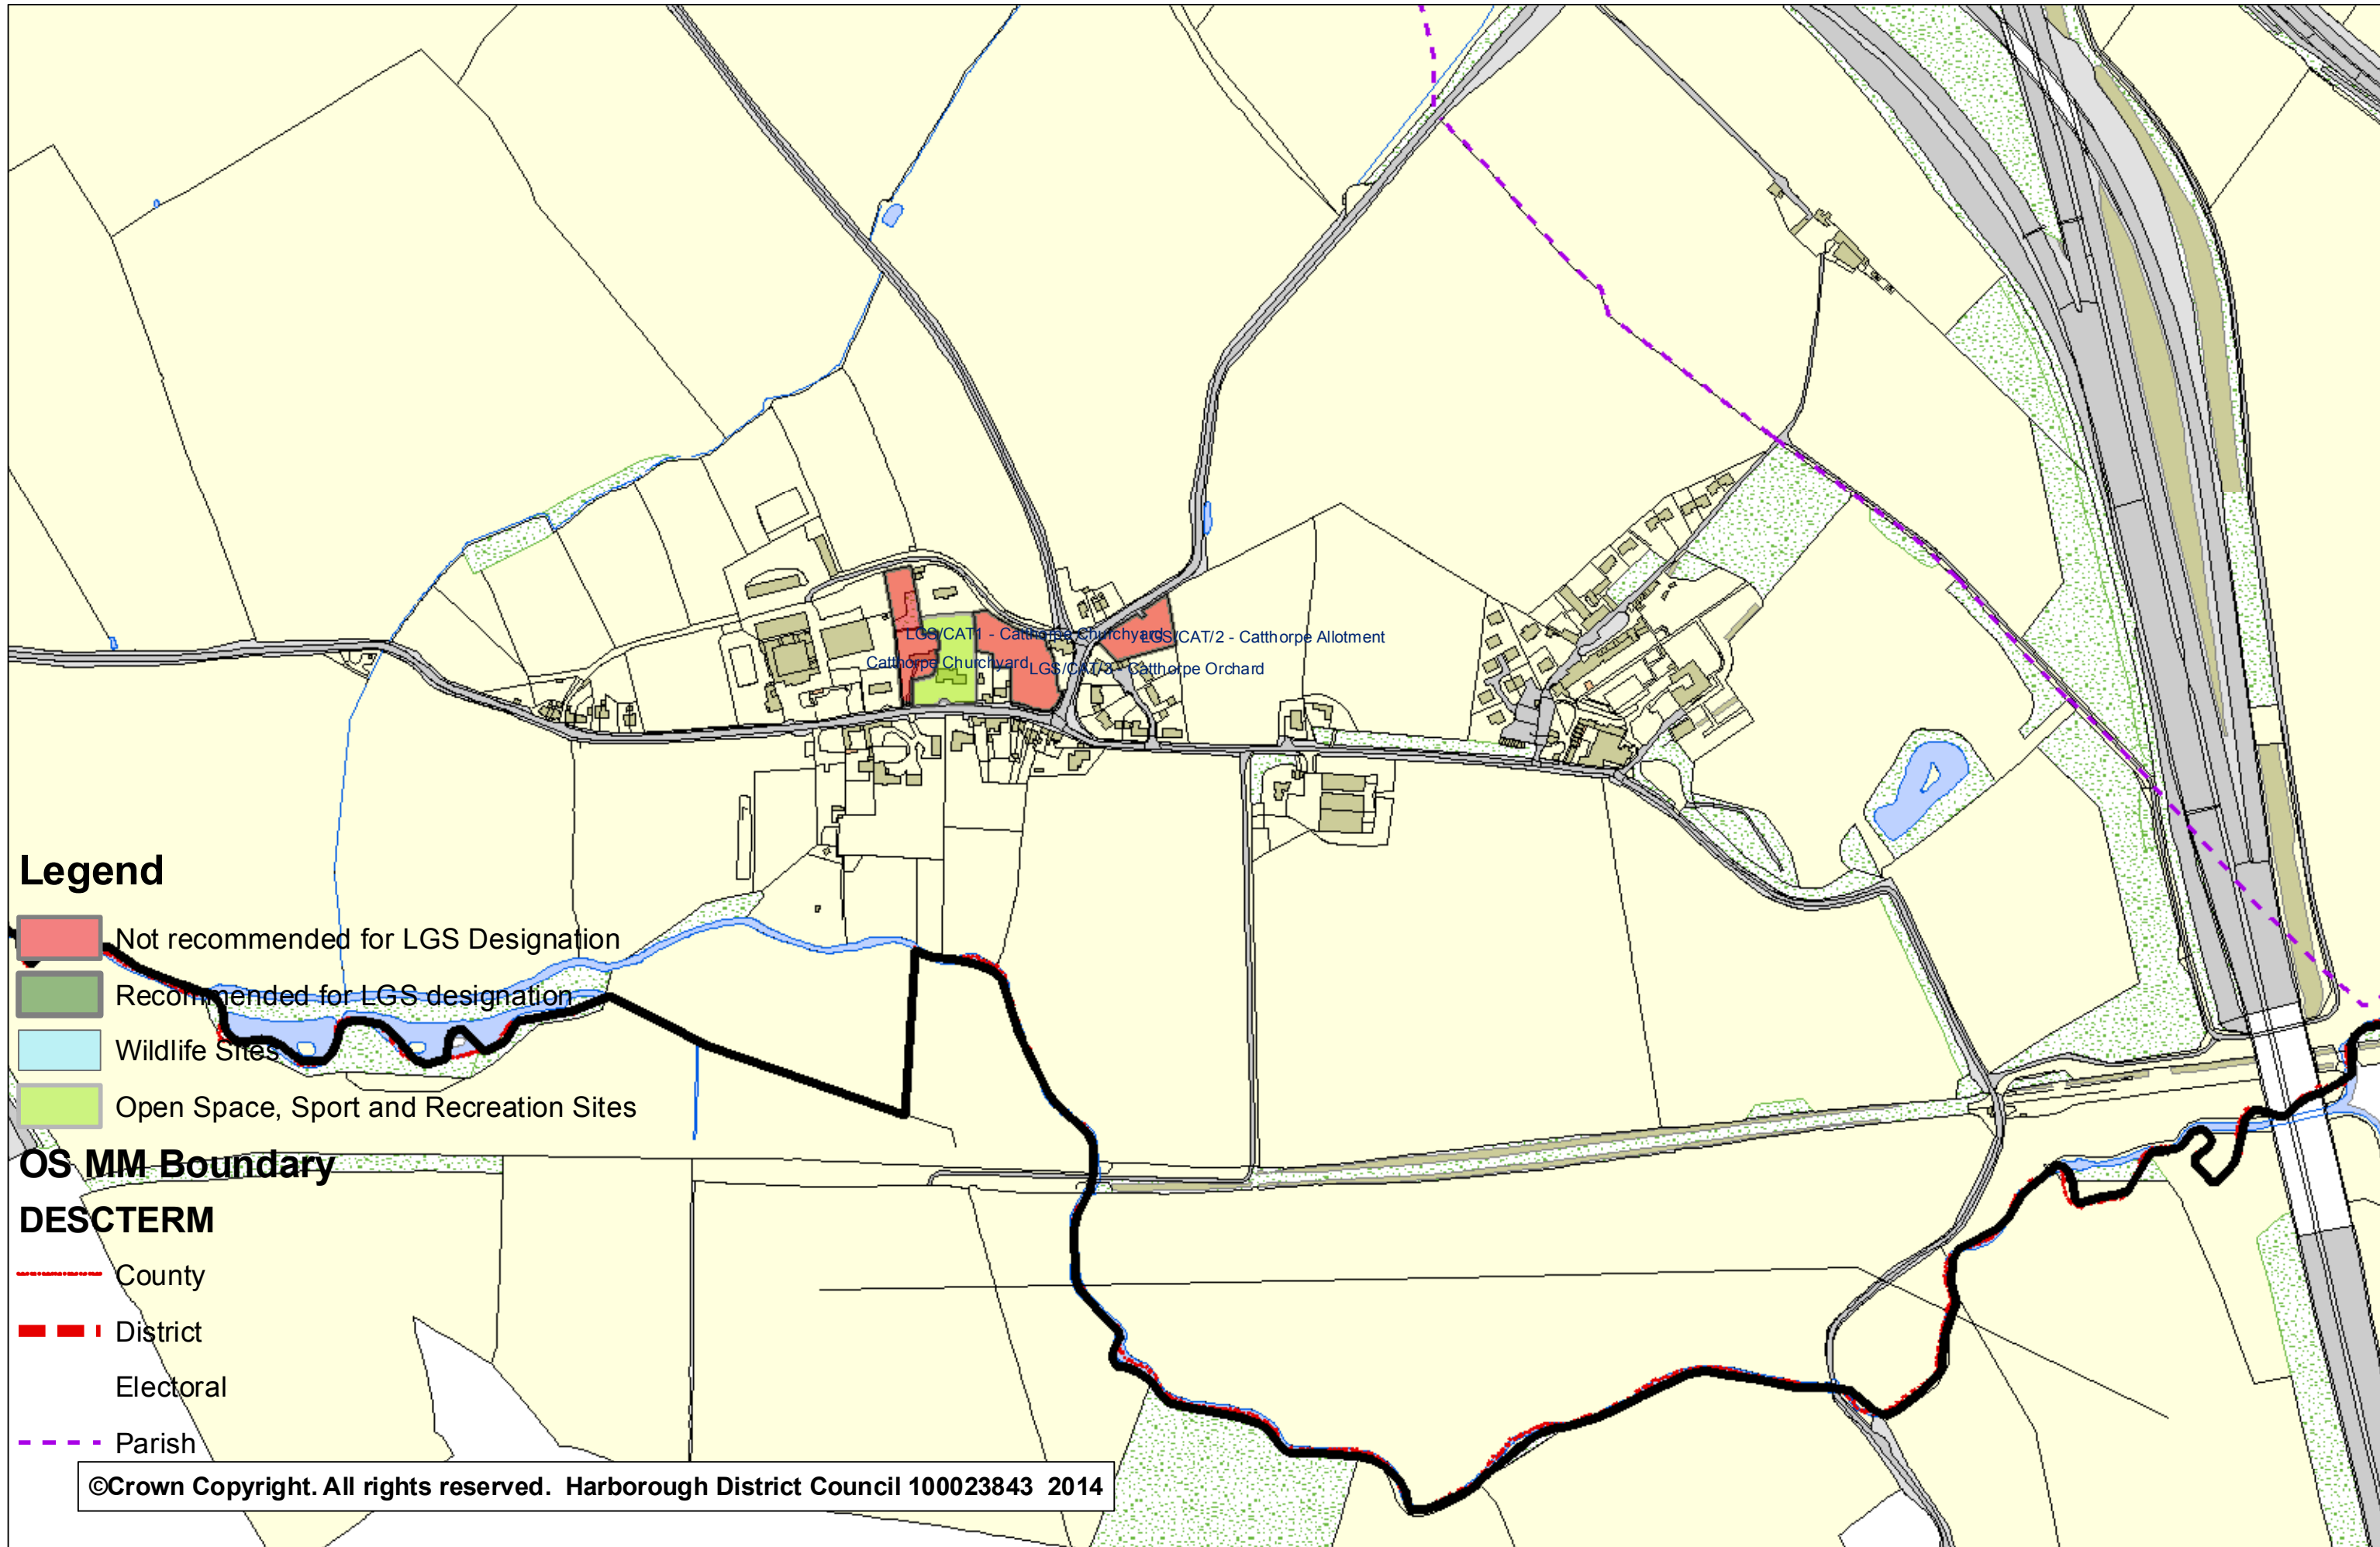 LGS/CAT1 - Catthorpe Churchyard
LGS/CAT/2 - Catthorpe Allotment
Catthorpe Churchyard
LGS/CAT/3 - Catthorpe Orchard
Legend
Not recommended for LGS Designation
Recommended for LGS designation
Wildlife Sites
Open Space, Sport and Recreation Sites
OS MM Boundary
DESCTERM
County
District
Electoral
Parish
©Crown Copyright. All rights reserved. Harborough District Council 100023843 2014